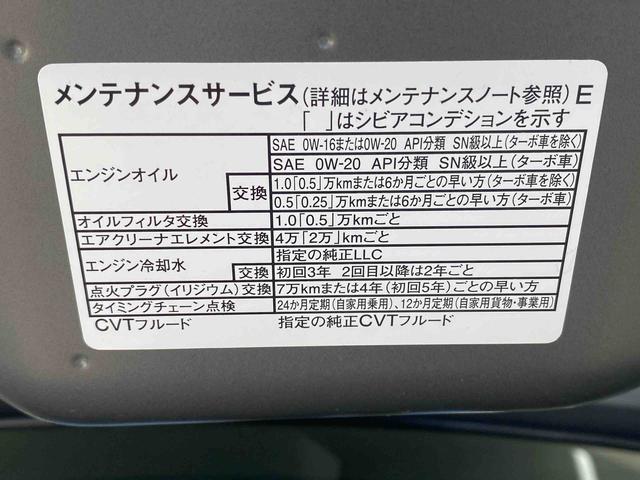 メンテナンスサービス(詳細はメンテナンスノート参照) E
「 」はシビアコンデションを示す
エンジンオイル
SAE 0W-16または0W-20 API分類 SN級以上(ターボ車を除く)
SAE 0W-20 API分類 SN級以上(ターボ車)
交換
1.0「0.5」万kmまたは6か月ごとの早い方(ターボ車を除く)
0.5「0.25」万kmまたは6か月ごとの早い方(ターボ車)
オイルフィルタ交換 1.0「0.5」万kmごと
エアクリーナエレメント交換 4万「2万」kmごと
エンジン冷却水 指定の純正LLC
交換 初回3年 2回目以降は2年ごと
点火プラグ(イリジウム)交換 7万kmまたは4年(初回5年)ごとの早い方
タイミングチェーン点検 24か月定期(自家用乗用)、12か月定期(自家用貨物・事業用)
CVTフルード 指定の純正CVTフルード